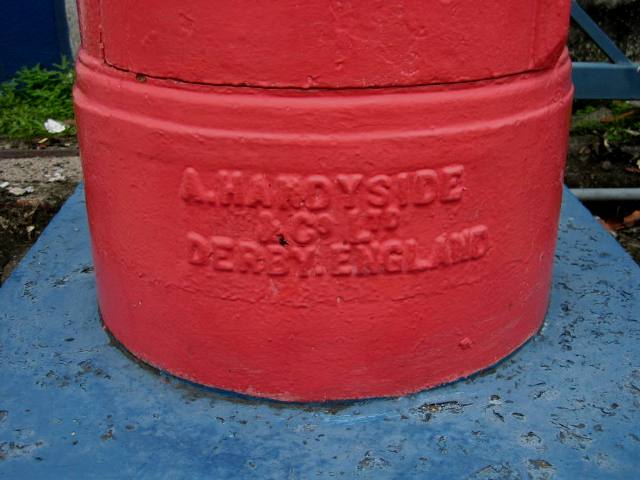 A. HANDYSIDE
& Co LTD
DERBY. ENGLAND